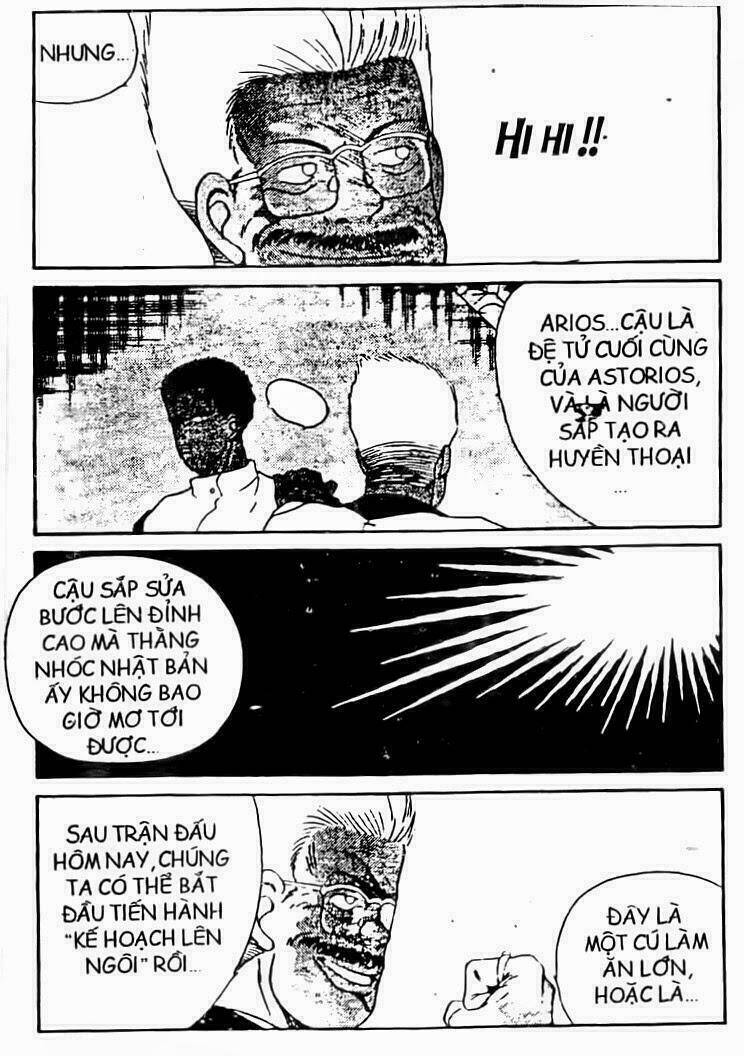 NHƯNG...
HI HI!!
ARIOS...CẬU LÀ
ĐỆ TỬ CUỐI CÙNG
CỦA ASTORIOS,
VÀ LÀ NGƯỜI
SẮP TẠO RA
HUYỀN THOẠI
...
CẬU SẮP SỬA
BƯỚC LÊN ĐỈNH
CAO MÀ THẰNG
NHÓC NHẬT BẢN
ẤY KHÔNG BAO
GIỜ MƠ TỚI
ĐƯỢC...
SAU TRẬN ĐẤU
HÔM NAY, CHÚNG
TA CÓ THỂ BẮT
ĐẦU TIẾN HÀNH
"KẾ HOẠCH LÊN
NGÔI" RỒI...
ĐÂY LÀ
MỘT CÚ LÀM
ĂN LỚN,
HOẶC LÀ...